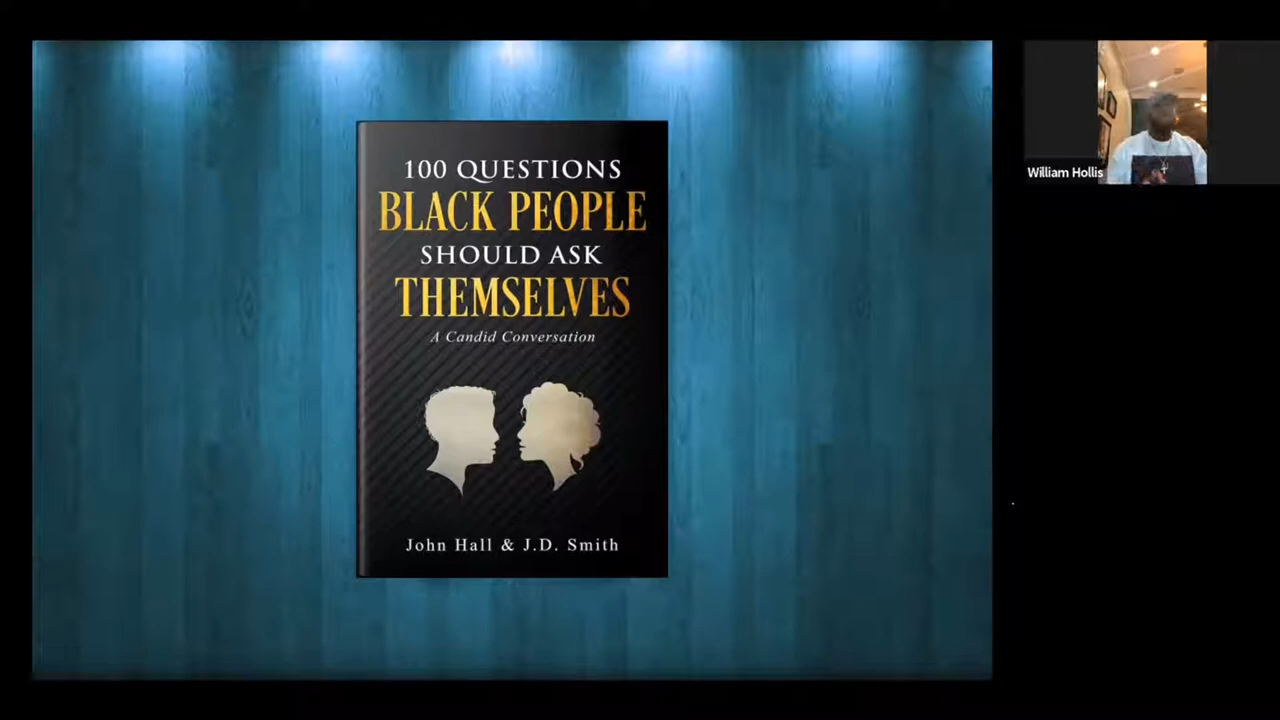 100 QUESTIONS
BLACK PEOPLE
SHOULD ASK
THEMSELVES
A Candid Conversation
John Hall & J.D. Smith
William Hollis